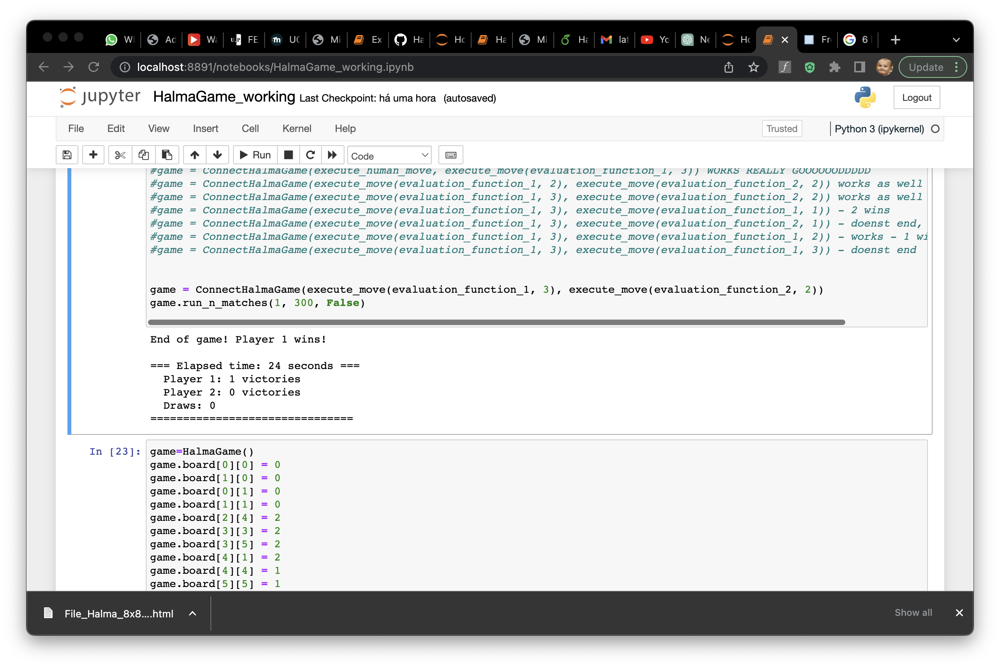 Wl
Ad
Wa
u.p FE
m UC
Mi
Ex
Ha
Ho
Ha
Mi
Ha
lat
Yo
Ne
Ho
Fr
6
localhost:8891/notebooks/HalmaGame_working.ipynb
Update
jupyter HalmaGame_working Last Checkpoint: há uma hora (autosaved)
Logout
File Edit View Insert Cell Kernel Help
Trusted
Python 3 (ipykernel)
Run
Code
#game = ConnectHalmaGame(execute_human_move, execute_move(evaluation_function_1, 3)) WORKS REALLY GOOOOOODDDDD
#game = ConnectHalmaGame(execute_move(evaluation_function_1, 2), execute_move(evaluation_function_2, 2)) works as well
#game = ConnectHalmaGame(execute_move(evaluation_function_1, 3), execute_move(evaluation_function_2, 2)) works as well
#game = ConnectHalmaGame(execute_move(evaluation_function_1, 3), execute_move(evaluation_function_1, 1)) - 2 wins
#game = ConnectHalmaGame(execute_move(evaluation_function_1, 3), execute_move(evaluation_function_2, 1)) - doenst end,
#game = ConnectHalmaGame(execute_move(evaluation_function_1, 3), execute_move(evaluation_function_1, 2)) - works - 1 wi
#game = ConnectHalmaGame(execute_move(evaluation_function_1, 3), execute_move(evaluation_function_1, 3)) - doenst end
game = ConnectHalmaGame(execute_move(evaluation_function_1, 3), execute_move(evaluation_function_2, 2))
game.run_n_matches(1, 300, False)
End of game! Player 1 wins!
=== Elapsed time: 24 seconds ===
Player 1: 1 victories
Player 2: 0 victories
Draws: 0
===============================
In [23]:
game=HalmaGame()
game.board[0][0] = 0
game.board[1][0] = 0
game.board[0][1] = 0
game.board[1][1] = 0
game.board[2][4] = 2
game.board[3][3] = 2
game.board[3][5] = 2
game.board[4][1] = 2
game.board[4][4] = 1
game.board[5][5] = 1
File_Halma_8x8....html
Show all